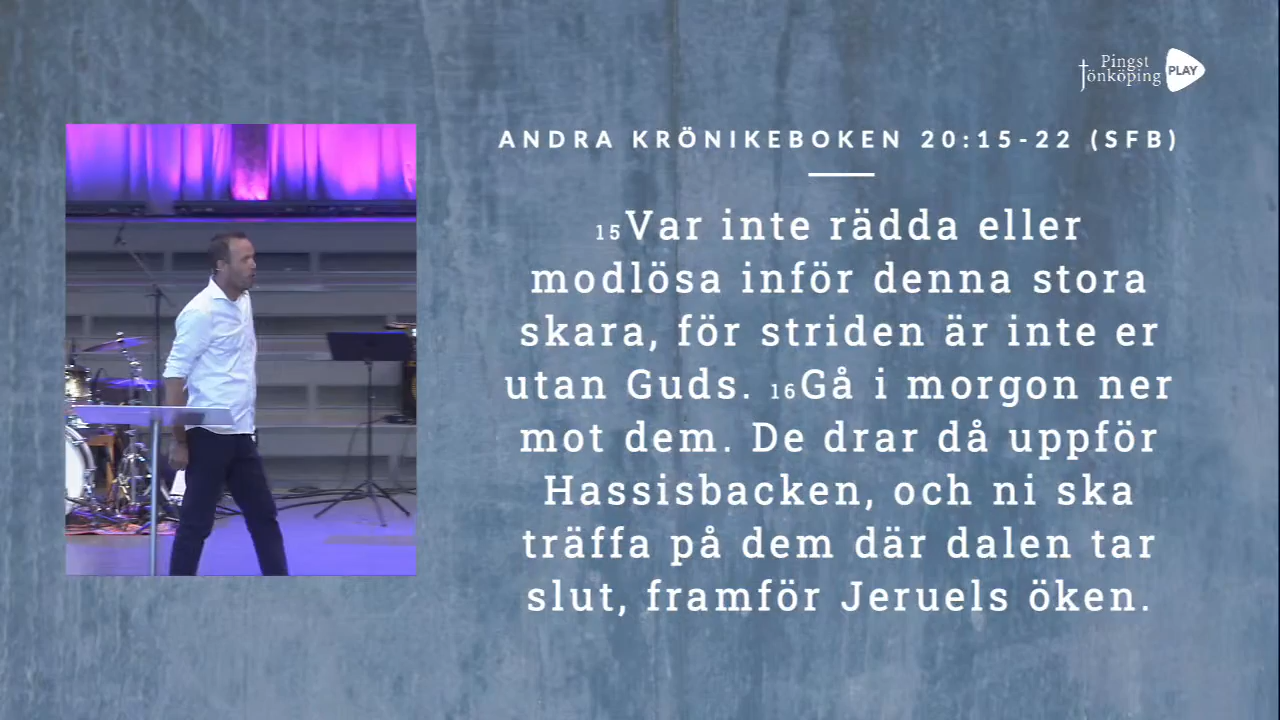 Pingst
Jönköping
PLAY
ANDRA KRÖNIKEBOKEN 20:15-22 (SFB)
15Var inte rädda eller
modlösa inför denna stora
skara, för striden är inte er
utan Guds. 16Gå i morgon ner
mot dem. De drar då uppför
Hassisbacken, och ni ska
träffa på dem där dalen tar
slut, framför Jeruels öken.